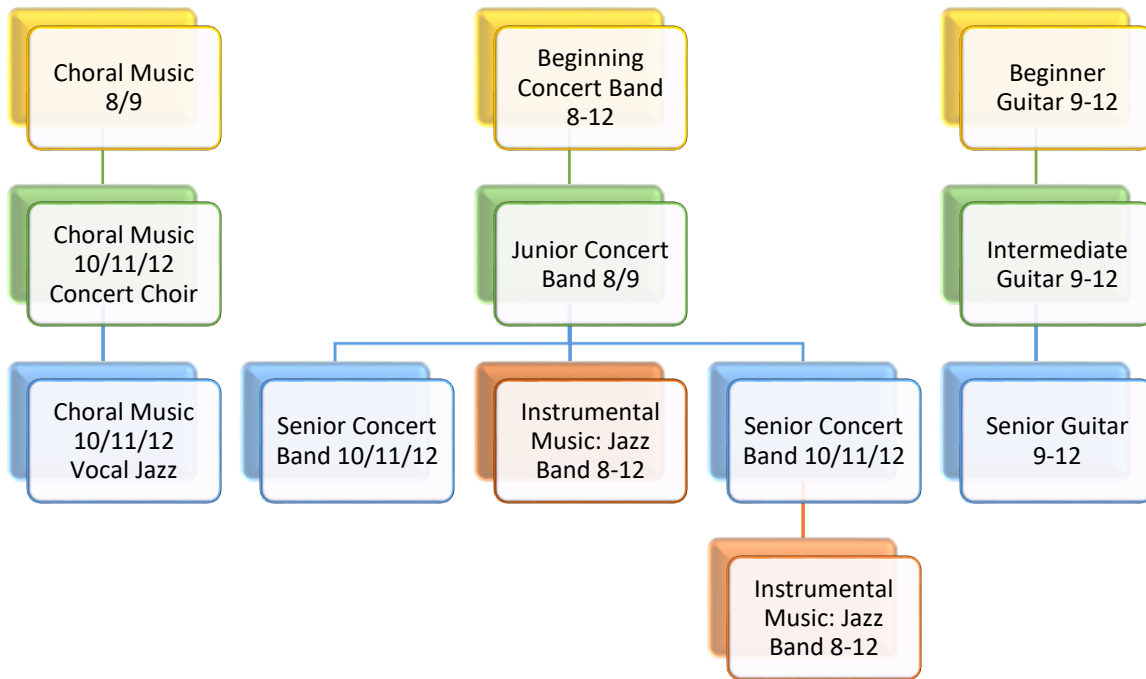 Choral Music
8/9
Beginning
Concert Band
8-12
Beginner
Guitar 9-12
Choral Music
10/11/12
Concert Choir
Junior Concert
Band 8/9
Intermediate
Guitar 9-12
Choral Music
10/11/12
Vocal Jazz
Senior Concert
Band 10/11/12
Instrumental
Music: Jazz
Band 8-12
Senior Concert
Band 10/11/12
Senior Guitar
9-12
Instrumental
Music: Jazz
Band 8-12